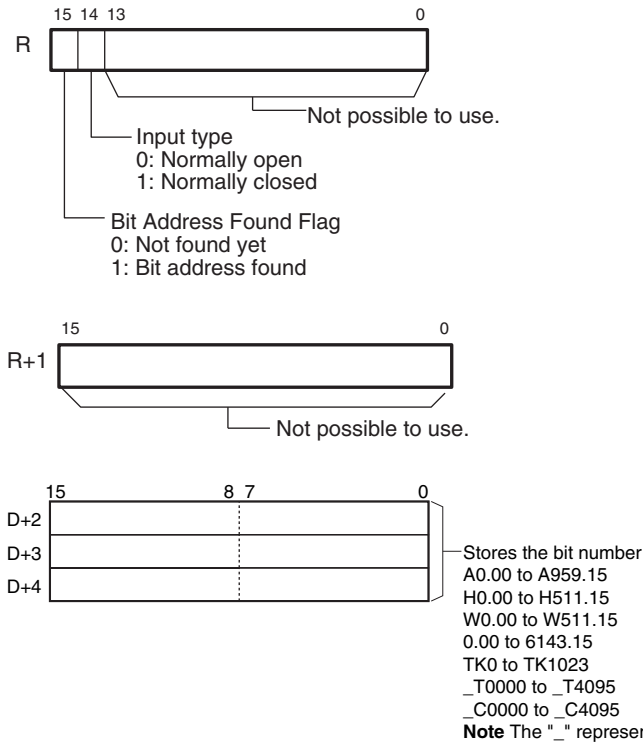 15 14 13 0
R
Not possible to use.
Input type
0: Normally open
1: Normally closed
Bit Address Found Flag
0: Not found yet
1: Bit address found
15 0
R+1
Not possible to use.
15 8 7 0
D+2
D+3
D+4
Stores the bit number
A0.00 to A959.15
H0.00 to H511.15
W0.00 to W511.15
0.00 to 6143.15
TK0 to TK1023
_T0000 to _T4095
_C0000 to _C4095
Note The "_"